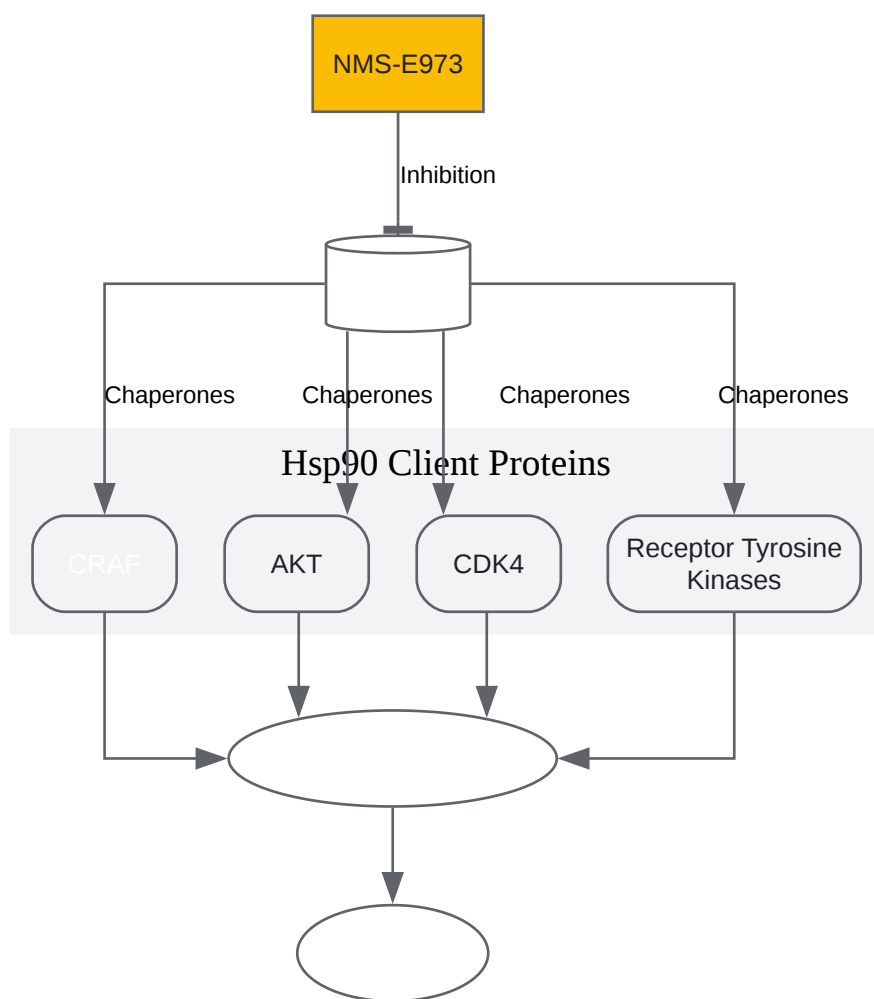 NMS-E973
Inhibition
Chaperones
Chaperones
Chaperones
Chaperones
Hsp90 Client Proteins
CRAF
AKT
CDK4
Receptor Tyrosine
Kinases